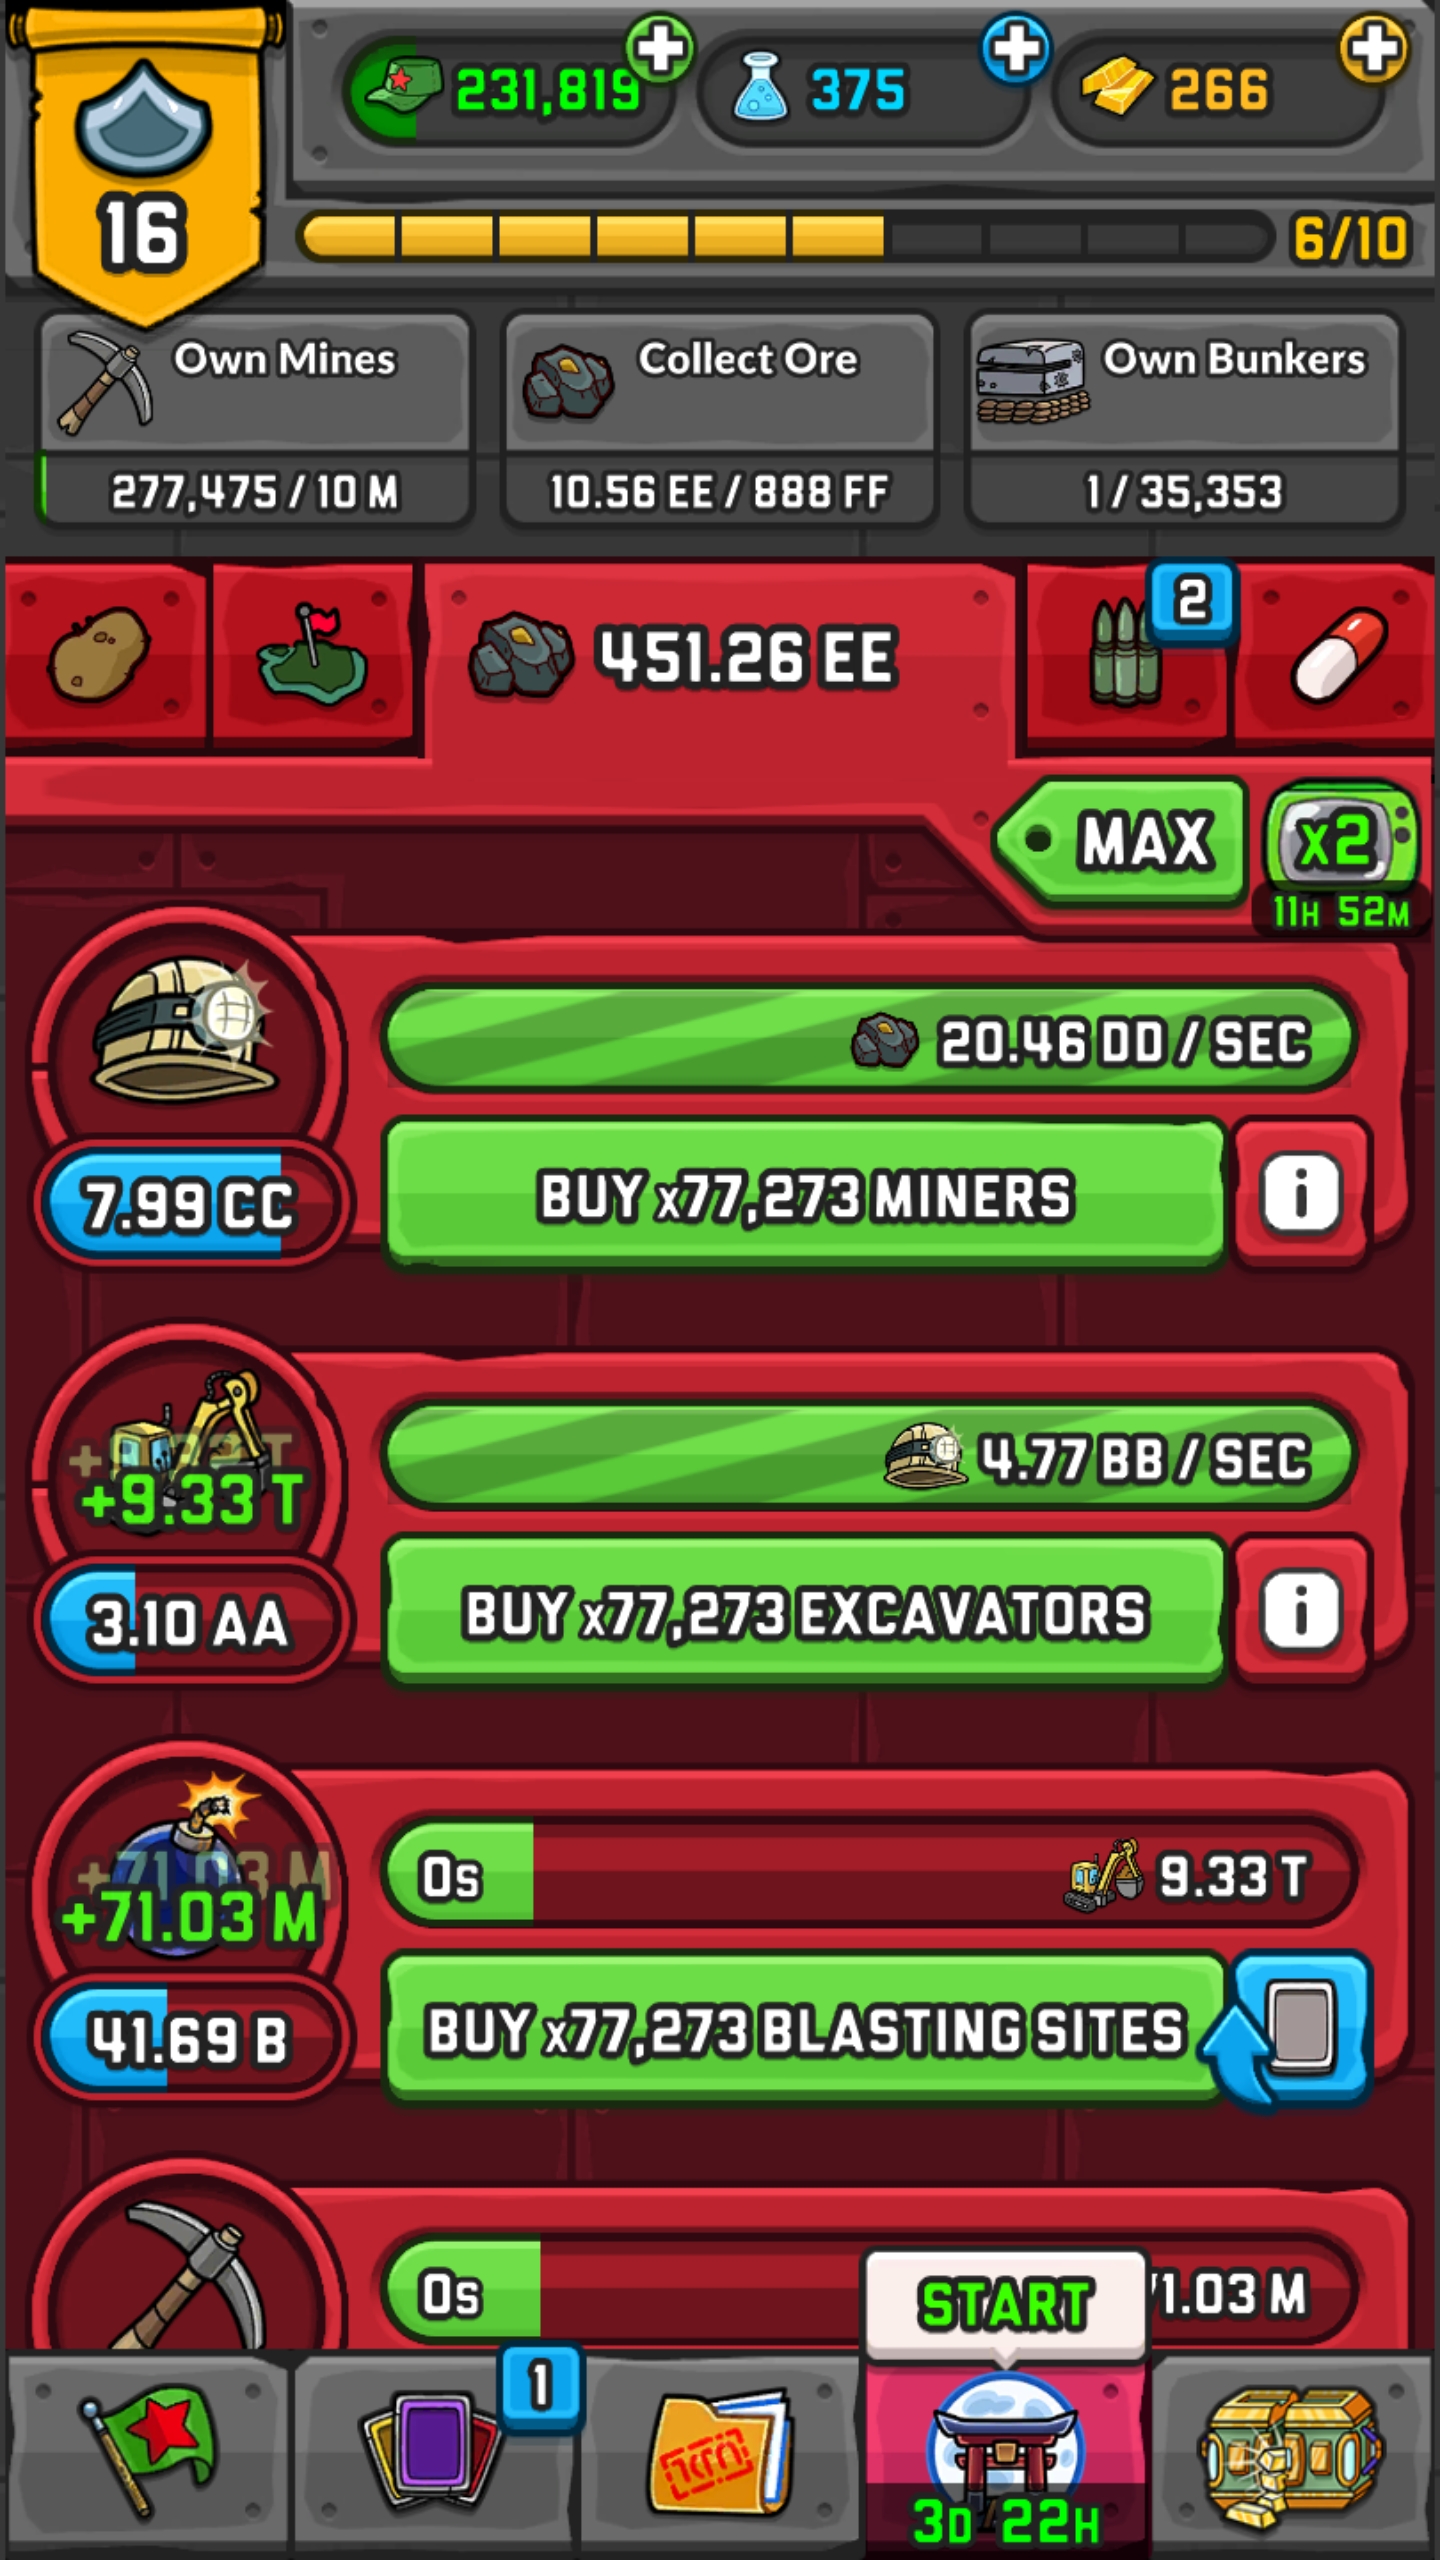 231,819
375
266
16
6/10
Own Mines
277,475 / 10 M
Collect Ore
10.56 EE / 888 FF
Own Bunkers
1 / 35,353
451.26 EE
2
MAX
x2
11H 52M
20.46 DD / SEC
7.99 CC
BUY x77,273 MINERS
i
4.77 BB / SEC
+9.33 T
3.10 AA
BUY x77,273 EXCAVATORS
i
0s
9.33 T
+71.03 M
+71.03 M
41.69 B
BUY x77,273 BLASTING SITES
0s
1.03 M
START
1
3D 22H